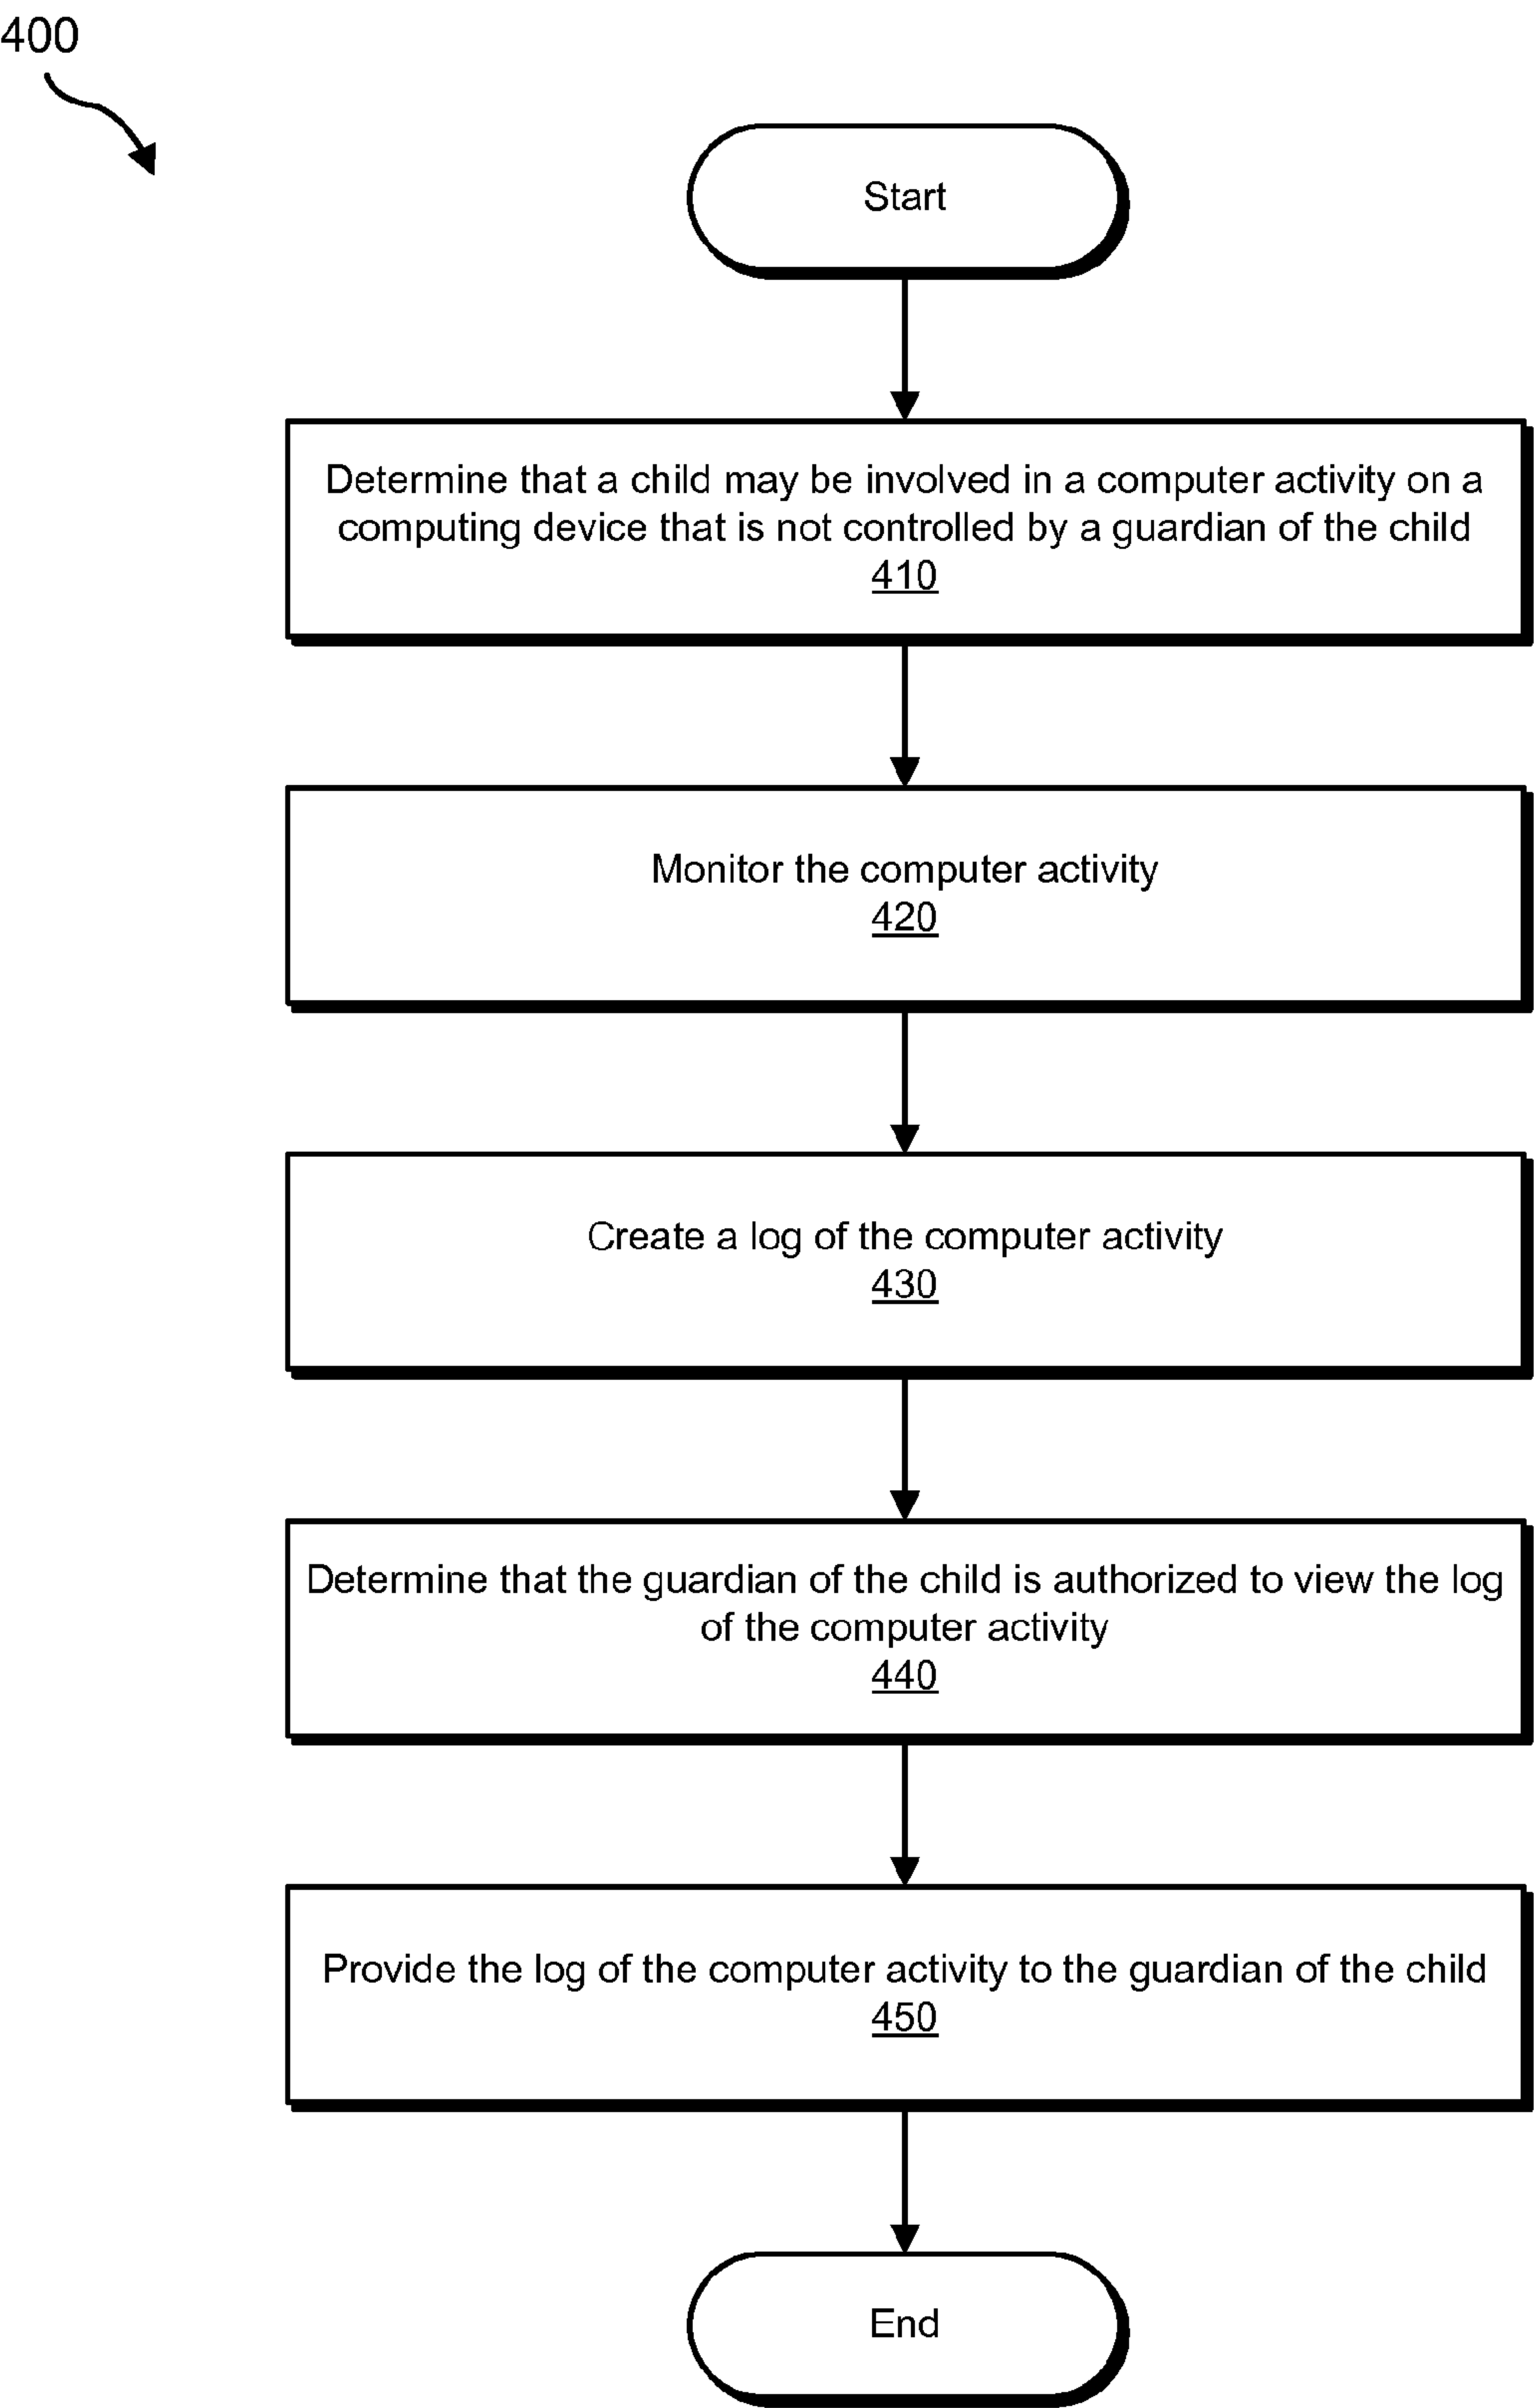 400
Start
Determine that a child may be involved in a computer activity on a
computing device that is not controlled by a guardian of the child
410
Monitor the computer activity
420
Create a log of the computer activity
430
Determine that the guardian of the child is authorized to view the log
of the computer activity
440
Provide the log of the computer activity to the guardian of the child
450
End